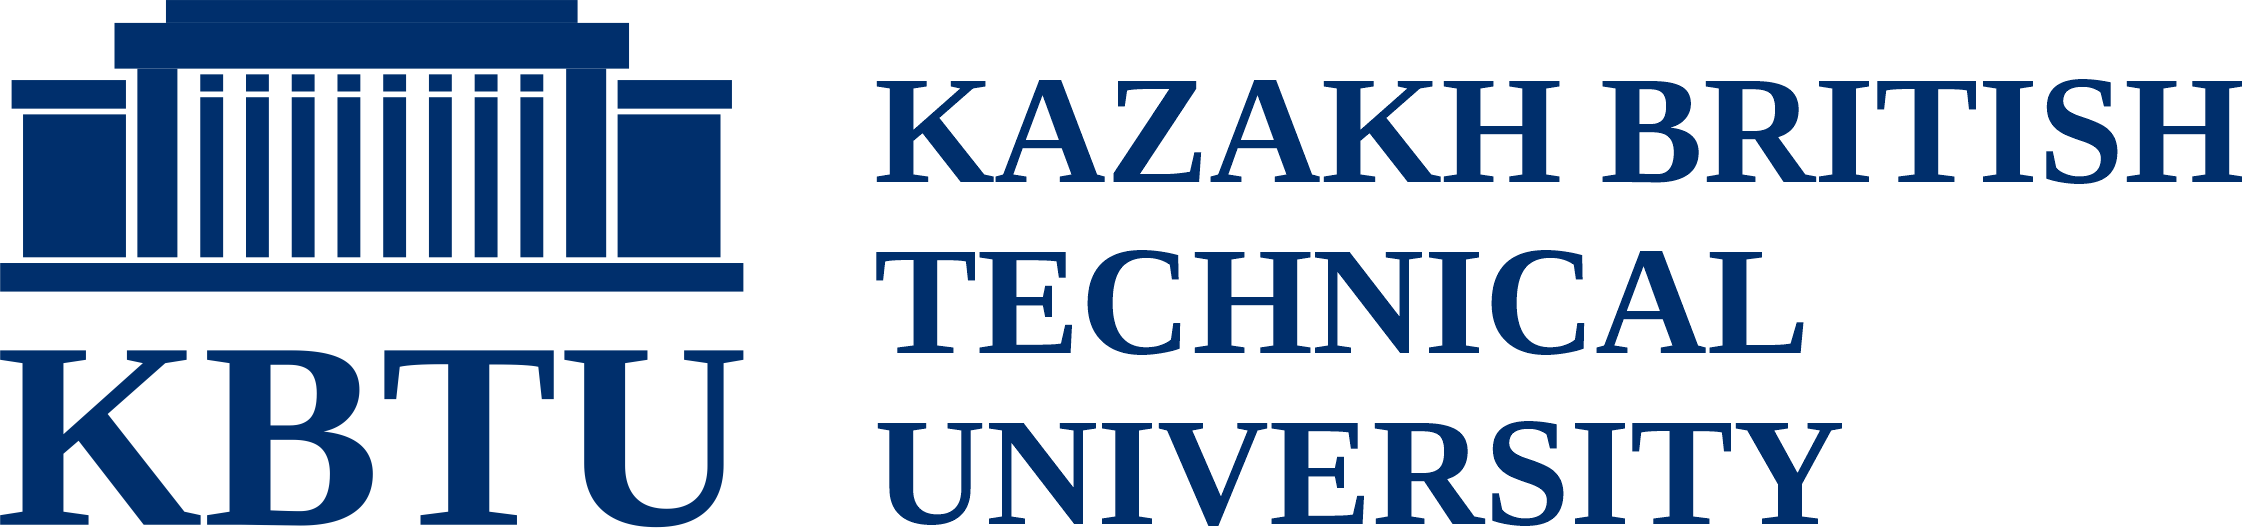 KBTU
KAZAKH BRITISH
TECHNICAL
UNIVERSITY